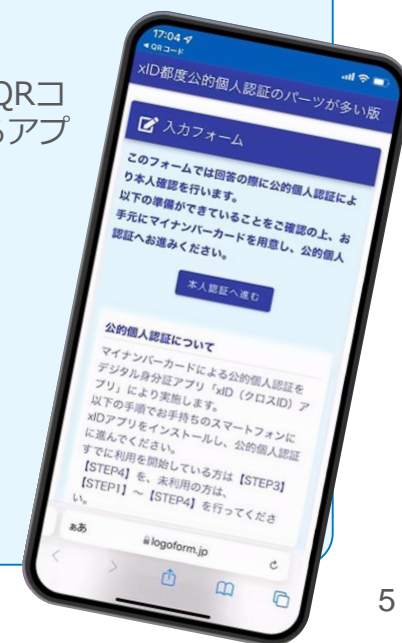 QRコ
るアプ
17:04
◀ QRコード
xID都度公的個人認証のパーツが多い版
入力フォーム
このフォームでは回答の際に公的個人認証によ
り本人確認を行います。
以下の準備ができていることをご確認の上、お
手元にマイナンバーカードを用意し、公的個人
認証へお進みください。
本人認証へ進む
公的個人認証について
マイナンバーカードによる公的個人認証を
デジタル身分証アプリ「xID（クロスID）ア
プリ」により実施します。
以下の手順でお手持ちのスマートフォンに
xIDアプリをインストールし、公的個人認証
に進んでください。
すでに利用を開始している方は【STEP3】
【STEP4】を、未利用の方は、
【STEP1】～【STEP4】を行ってくださ
い。
ぁあ
logoform.jp
5